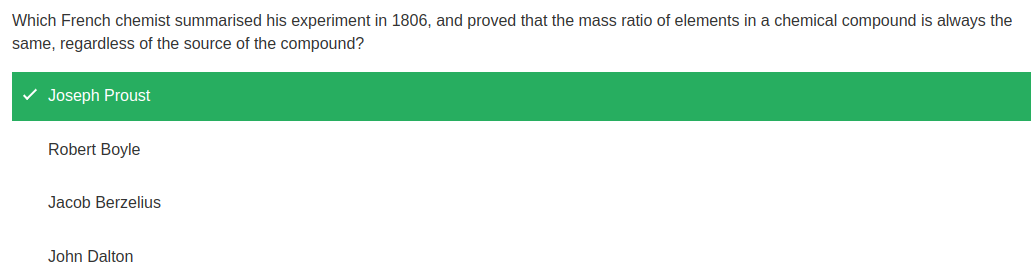 Which French chemist summarised his experiment in 1806, and proved that the mass ratio of elements in a chemical compound is always the
same, regardless of the source of the compound?
Joseph Proust
Robert Boyle
Jacob Berzelius
John Dalton